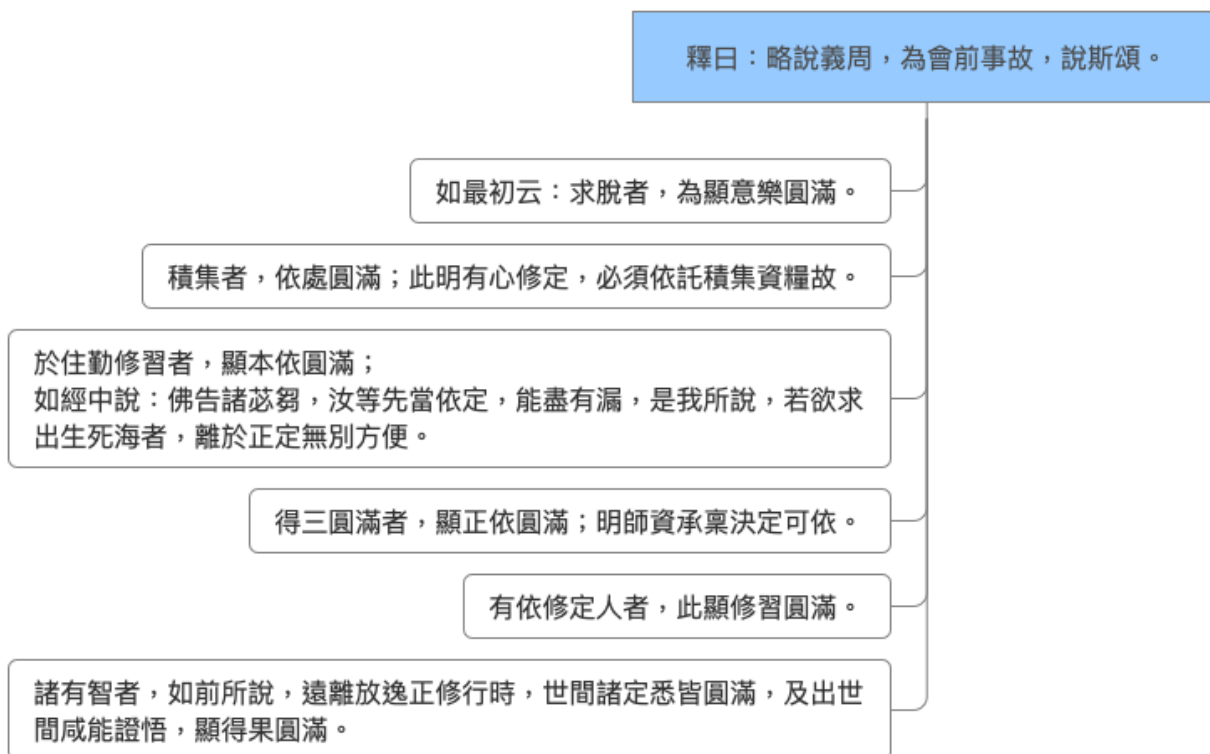 釋曰：略說義周，為會前事故，說斯頌。
如最初云：求脫者，為顯意樂圓滿。
積集者，依處圓滿；此明有心修定，必須依託積集資糧故。
於住勤修習者，顯本依圓滿；
如經中說：佛告諸苾芻，汝等先當依定，能盡有漏，是我所說，若欲求
出生死海者，離於正定無別方便。
得三圓滿者，顯正依圓滿；明師資承稟決定可依。
有依修定人者，此顯修習圓滿。
諸有智者，如前所說，遠離放逸正修行時，世間諸定悉皆圓滿，及出世
間咸能證悟，顯得果圓滿。